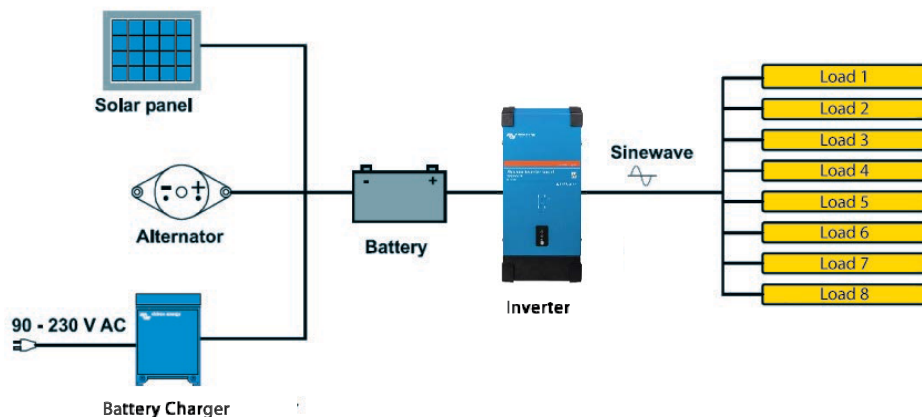 Solar panel
Alternator
90 - 230 V AC
Battery Charger
Battery
-
+
Inverter
Sinewave
Load 1
Load 2
Load 3
Load 4
Load 5
Load 6
Load 7
Load 8